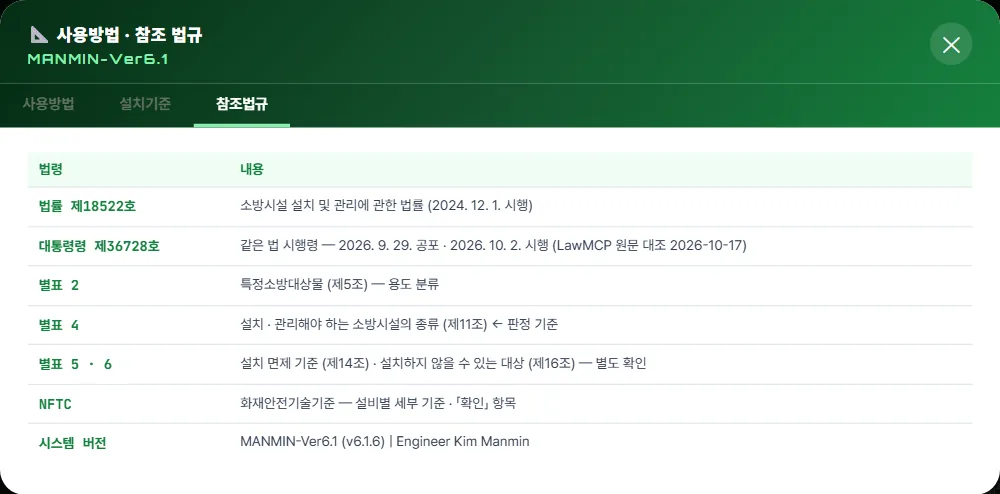 사용방법 · 참조 법규
MANMIN-Ver6.1
사용방법 설치기준 참조법규
법령 내용
법률 제18522호 소방시설 설치 및 관리에 관한 법률 (2024. 12. 1. 시행)
대통령령 제36728호 같은 법 시행령 — 2026. 9. 29. 공포 · 2026. 10. 2. 시행 (LawMCP 원문 대조 2026-10-17)
별표 2 특정소방대상물 (제5조) — 용도 분류
별표 4 설치 · 관리해야 하는 소방시설의 종류 (제11조) ← 판정 기준
별표 5 · 6 설치 면제 기준 (제14조) · 설치하지 않을 수 있는 대상 (제16조) — 별도 확인
NFTC 화재안전기술기준 — 설비별 세부 기준 · 「확인」 항목
시스템 버전 MANMIN-Ver6.1 (v6.1.6) | Engineer Kim Manmin